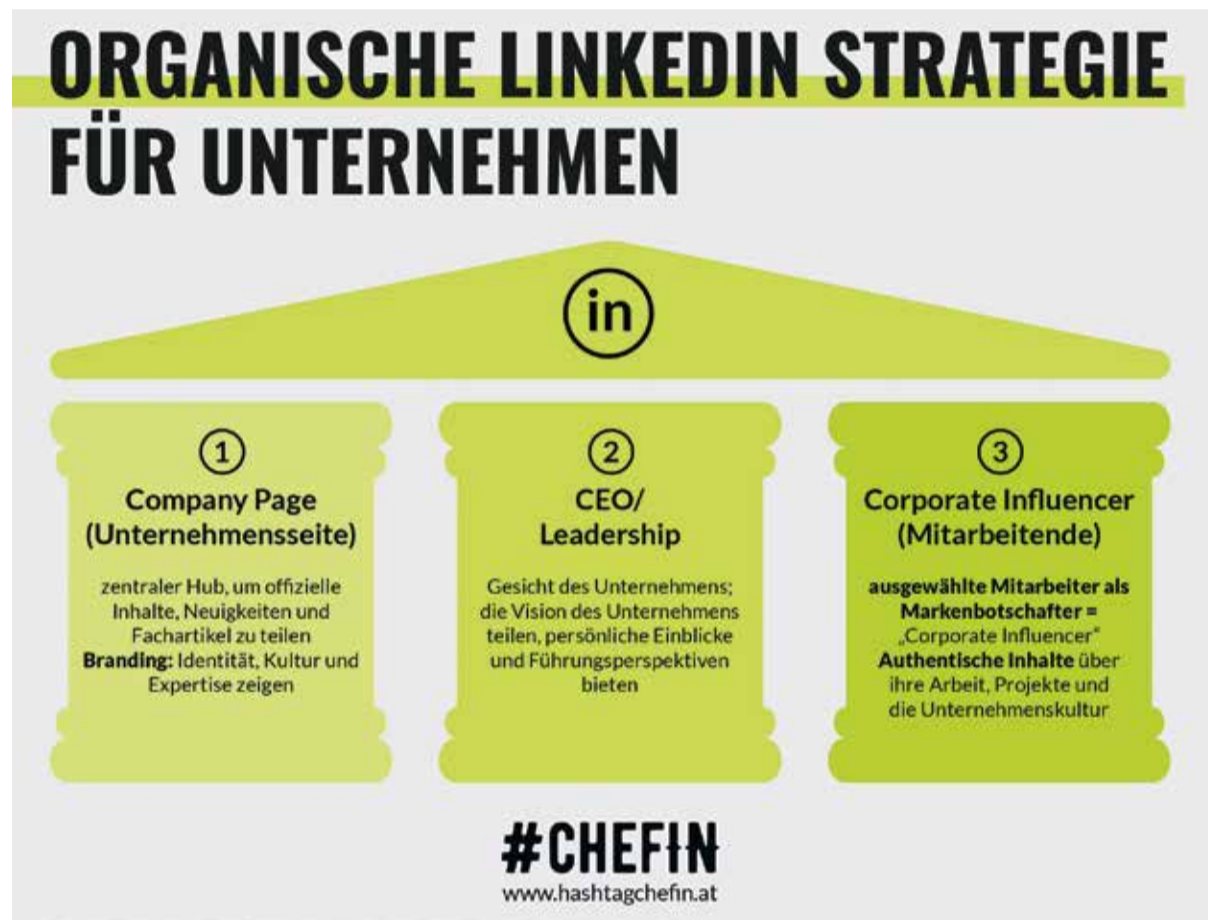 ORGANISCHE LINKEDIN STRATEGIE
FÜR UNTERNEHMEN
in
1
Company Page
(Unternehmensseite)
zentraler Hub, um offizielle
Inhalte, Neuigkeiten und
Fachartikel zu teilen
Branding: Identität, Kultur und
Expertise zeigen
2
CEO/
Leadership
Gesicht des Unternehmens;
die Vision des Unternehmens
teilen, persönliche Einblicke
und Führungsperspektiven
bieten
3
Corporate Influencer
(Mitarbeitende)
ausgewählte Mitarbeiter als
Markenbotschafter =
„Corporate Influencer“
Authentische Inhalte über
ihre Arbeit, Projekte und
die Unternehmenskultur
#CHEFIN
www.hashtagchefin.at